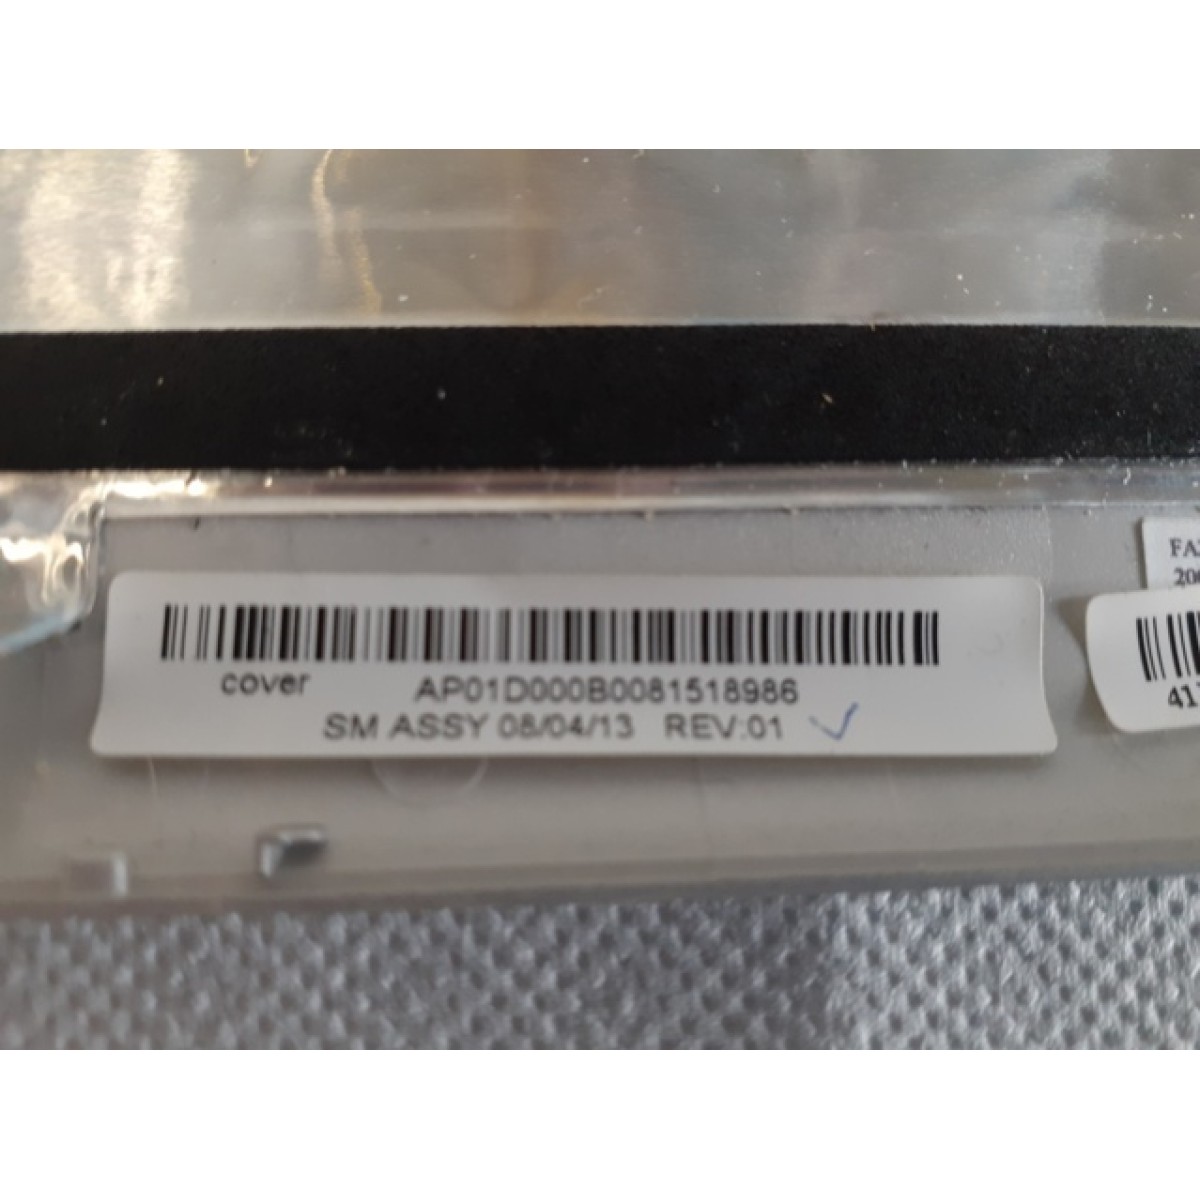 cover AP01D000B0081518986
SM ASSY 08/04/13 REV:01